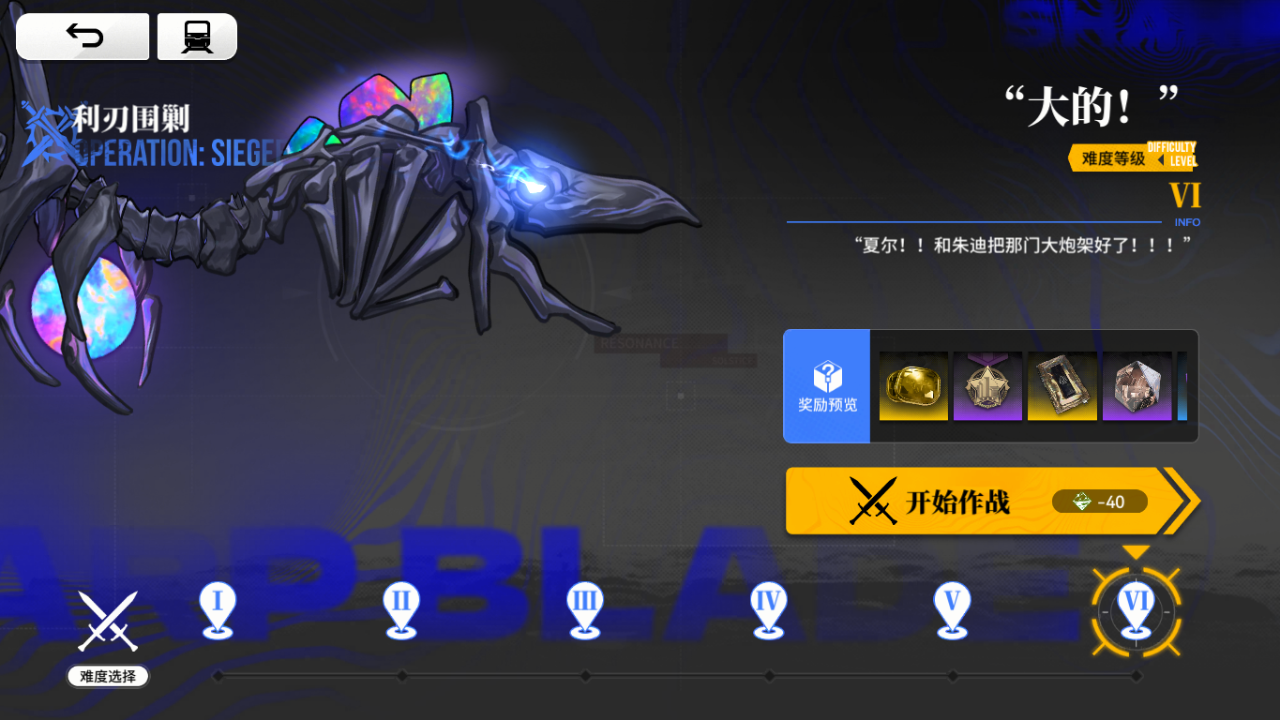 利刃围剿
OPERATION: SIEGE
“大的！”
难度等级
DIFFICULTY
LEVEL
VI
INFO
“夏尔！！和朱迪把那门大炮架好了！！！”
RESONANCE
奖励预览
开始作战
-40
ARP BLADE
I
II
III
IV
V
VI
难度选择